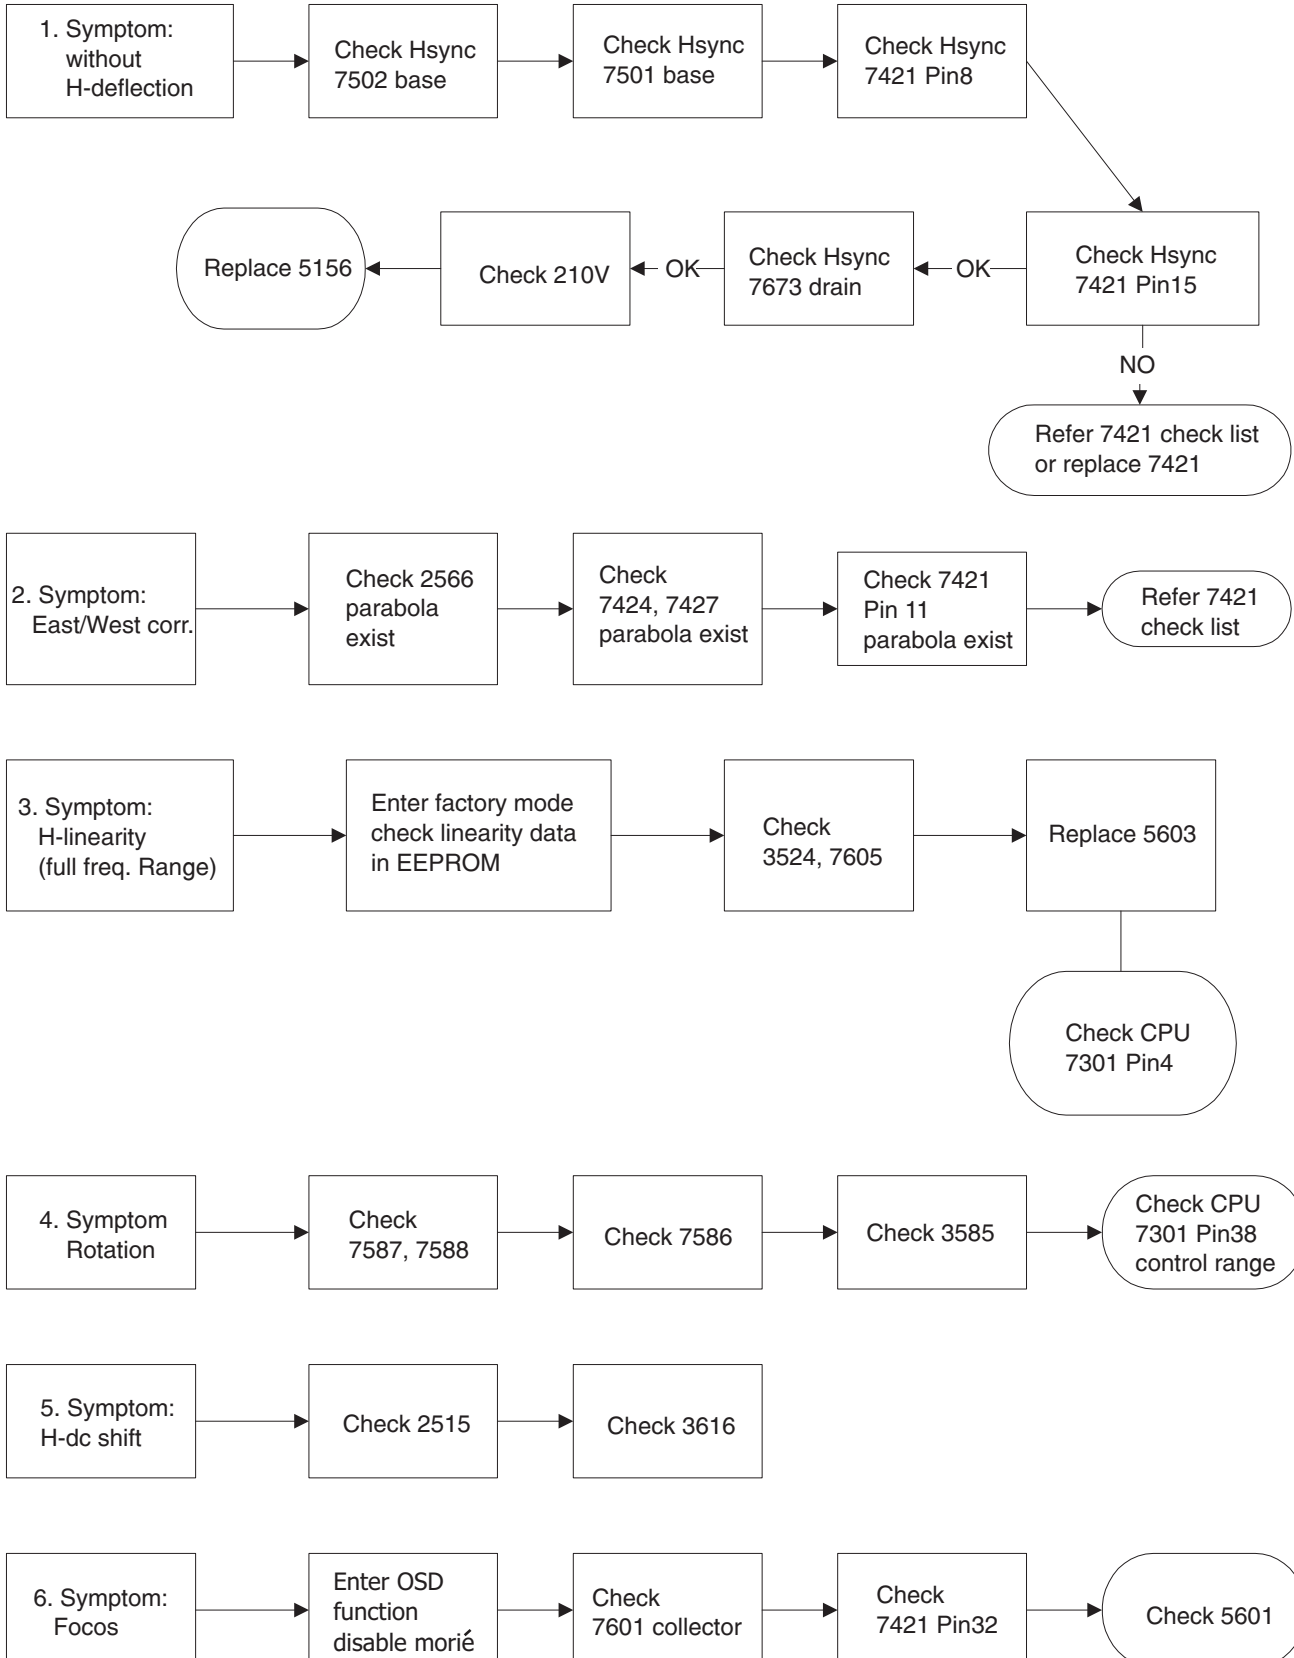 1. Symptom:
without
H-deflection
Check Hsync
7502 base
Check Hsync
7501 base
Check Hsync
7421 Pin8
Replace 5156
Check 210V
OK
Check Hsync
7673 drain
OK
Check Hsync
7421 Pin15
NO
Refer 7421 check list
or replace 7421
2. Symptom:
East/West corr.
Check 2566
parabola
exist
Check
7424, 7427
parabola exist
Check 7421
Pin 11
parabola exist
Refer 7421
check list
3. Symptom:
H-linearity
(full freq. Range)
Enter factory mode
check linearity data
in EEPROM
Check
3524, 7605
Replace 5603
Check CPU
7301 Pin4
4. Symptom
Rotation
Check
7587, 7588
Check 7586
Check 3585
Check CPU
7301 Pin38
control range
5. Symptom:
H-dc shift
Check 2515
Check 3616
6. Symptom:
Focos
Enter OSD
function
disable morié
Check
7601 collector
Check
7421 Pin32
Check 5601